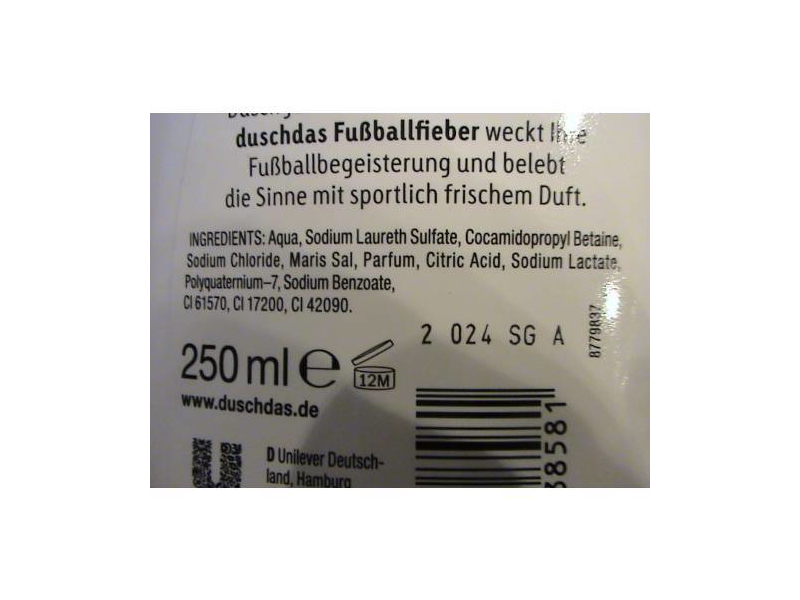 duschdas Fußballfieber weckt Ihre
Fußballbegeisterung und belebt
die Sinne mit sportlich frischem Duft.
INGREDIENTS: Aqua, Sodium Laureth Sulfate, Cocamidopropyl Betaine,
Sodium Chloride, Maris Sal, Parfum, Citric Acid, Sodium Lactate,
Polyquaternium-7, Sodium Benzoate,
CI 61570, CI 17200, CI 42090.
2 024 SG A
8779837
250 ml e
12M
www.duschdas.de
D Unilever Deutsch-
land, Hamburg
38581